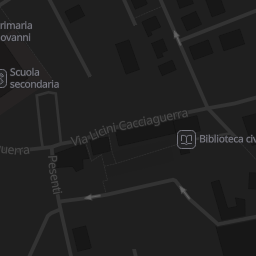 rimaria
iovanni
Scuola
secondaria
Via Licini Cacciaguerra
Biblioteca civ
uerra
Pesenti